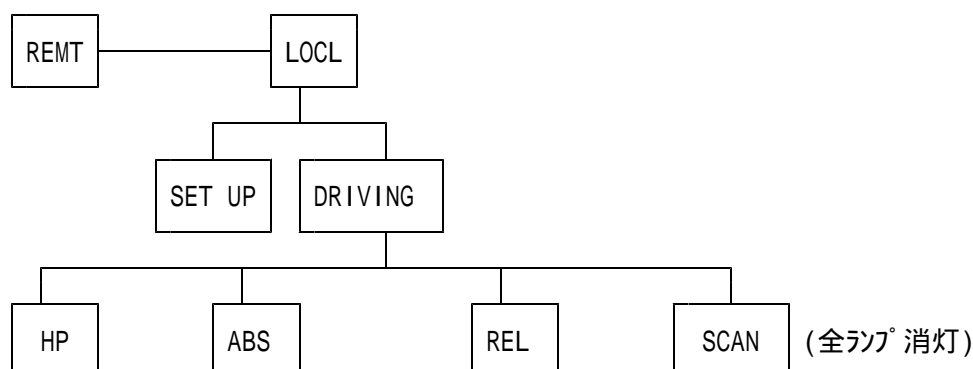 REMT LOCL
SET UP DRIVING
HP ABS REL SCAN (全ﾗﾝﾌﾟ消灯)